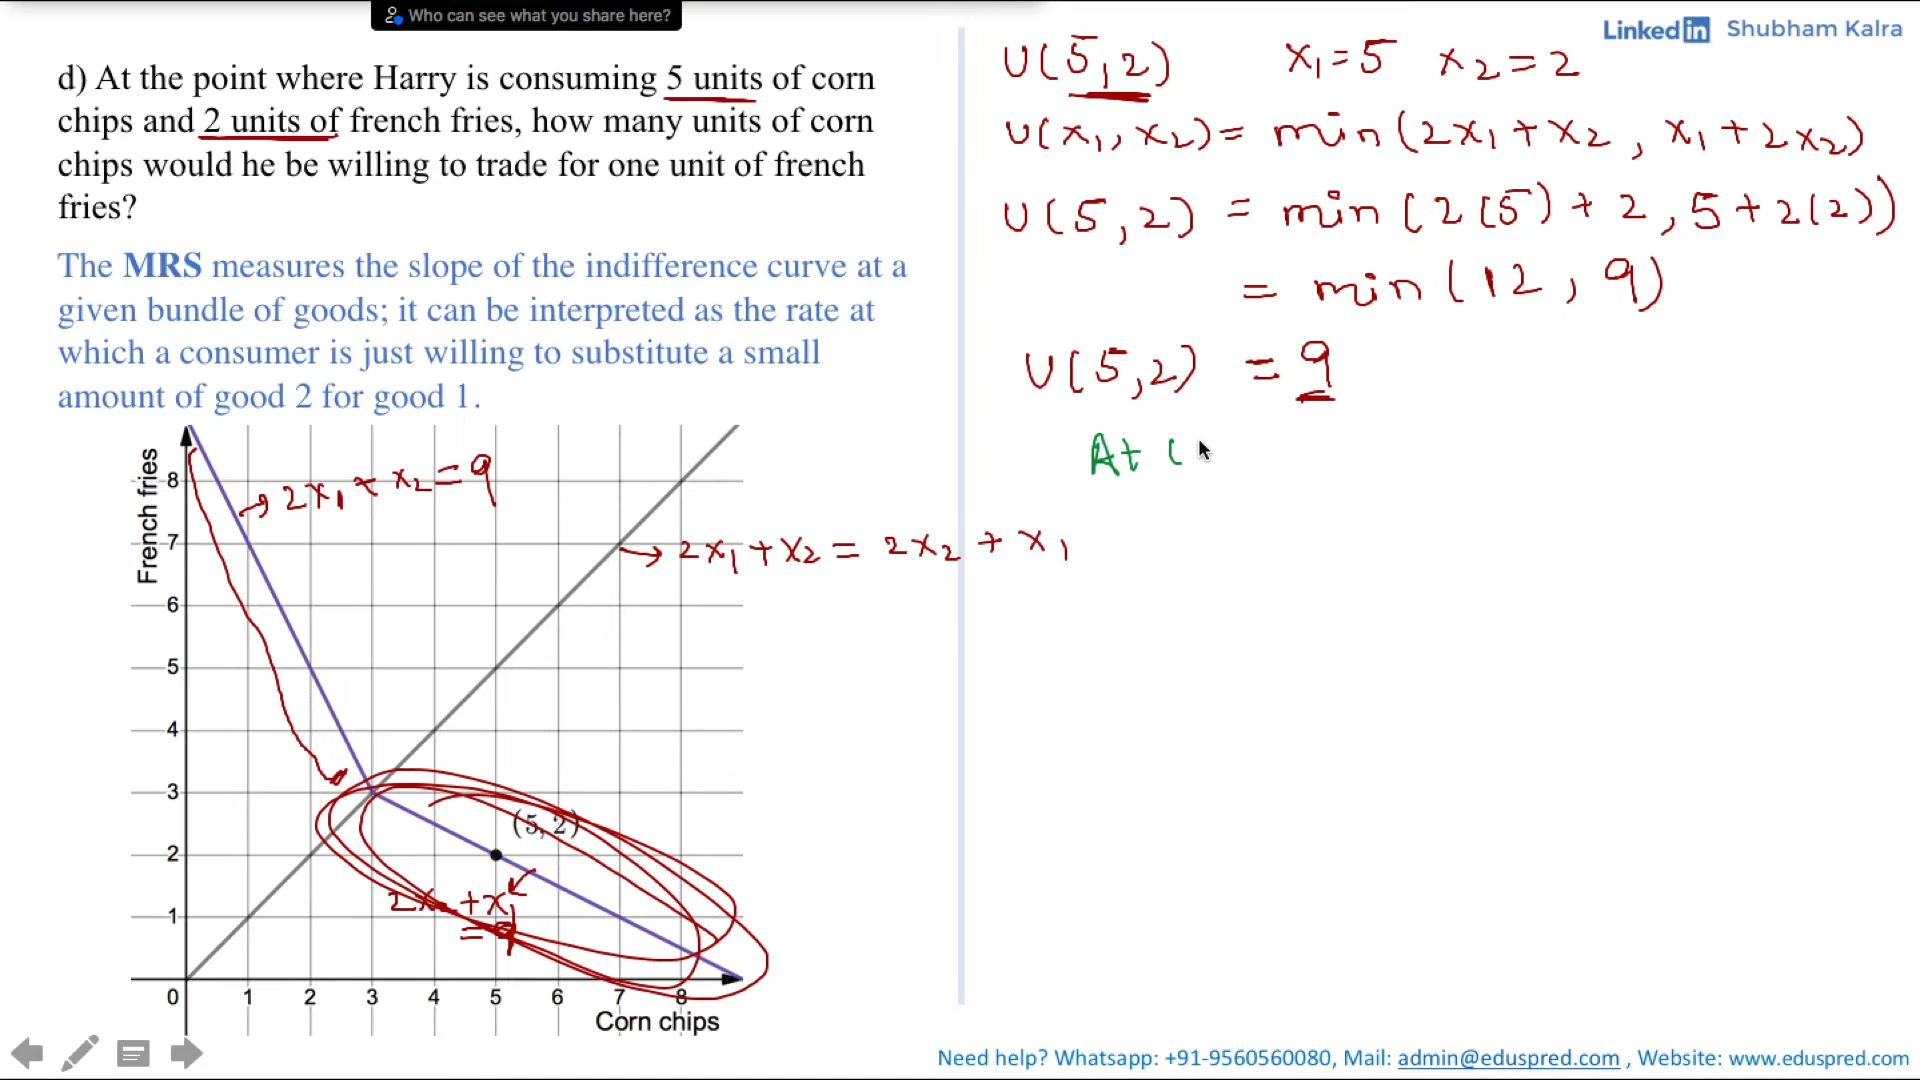 Who can see what you share here?
Linked in Shubham Kalra
d) At the point where Harry is consuming 5 units of corn
chips and 2 units of french fries, how many units of corn
chips would he be willing to trade for one unit of french
fries?
The MRS measures the slope of the indifference curve at a
given bundle of goods; it can be interpreted as the rate at
which a consumer is just willing to substitute a small
amount of good 2 for good 1.
French fries
8
7
6
5
4
3
2
1
0 1 2 3 4 5 6 7 8
Corn chips
2x₁ + x₂ = 9
2x₁ + x₂ = 2x₂ + x₁
(5, 2)
2x₂ + x₁
= 9
U(5,2) x₁ = 5 x₂ = 2
U(x₁, x₂) = min(2x₁ + x₂, x₁ + 2x₂)
U(5,2) = min(2(5) + 2, 5 + 2(2))
= min(12, 9)
U(5,2) = 9
At (
Need help? Whatsapp: +91-9560560080, Mail: admin@eduspred.com , Website: www.eduspred.com